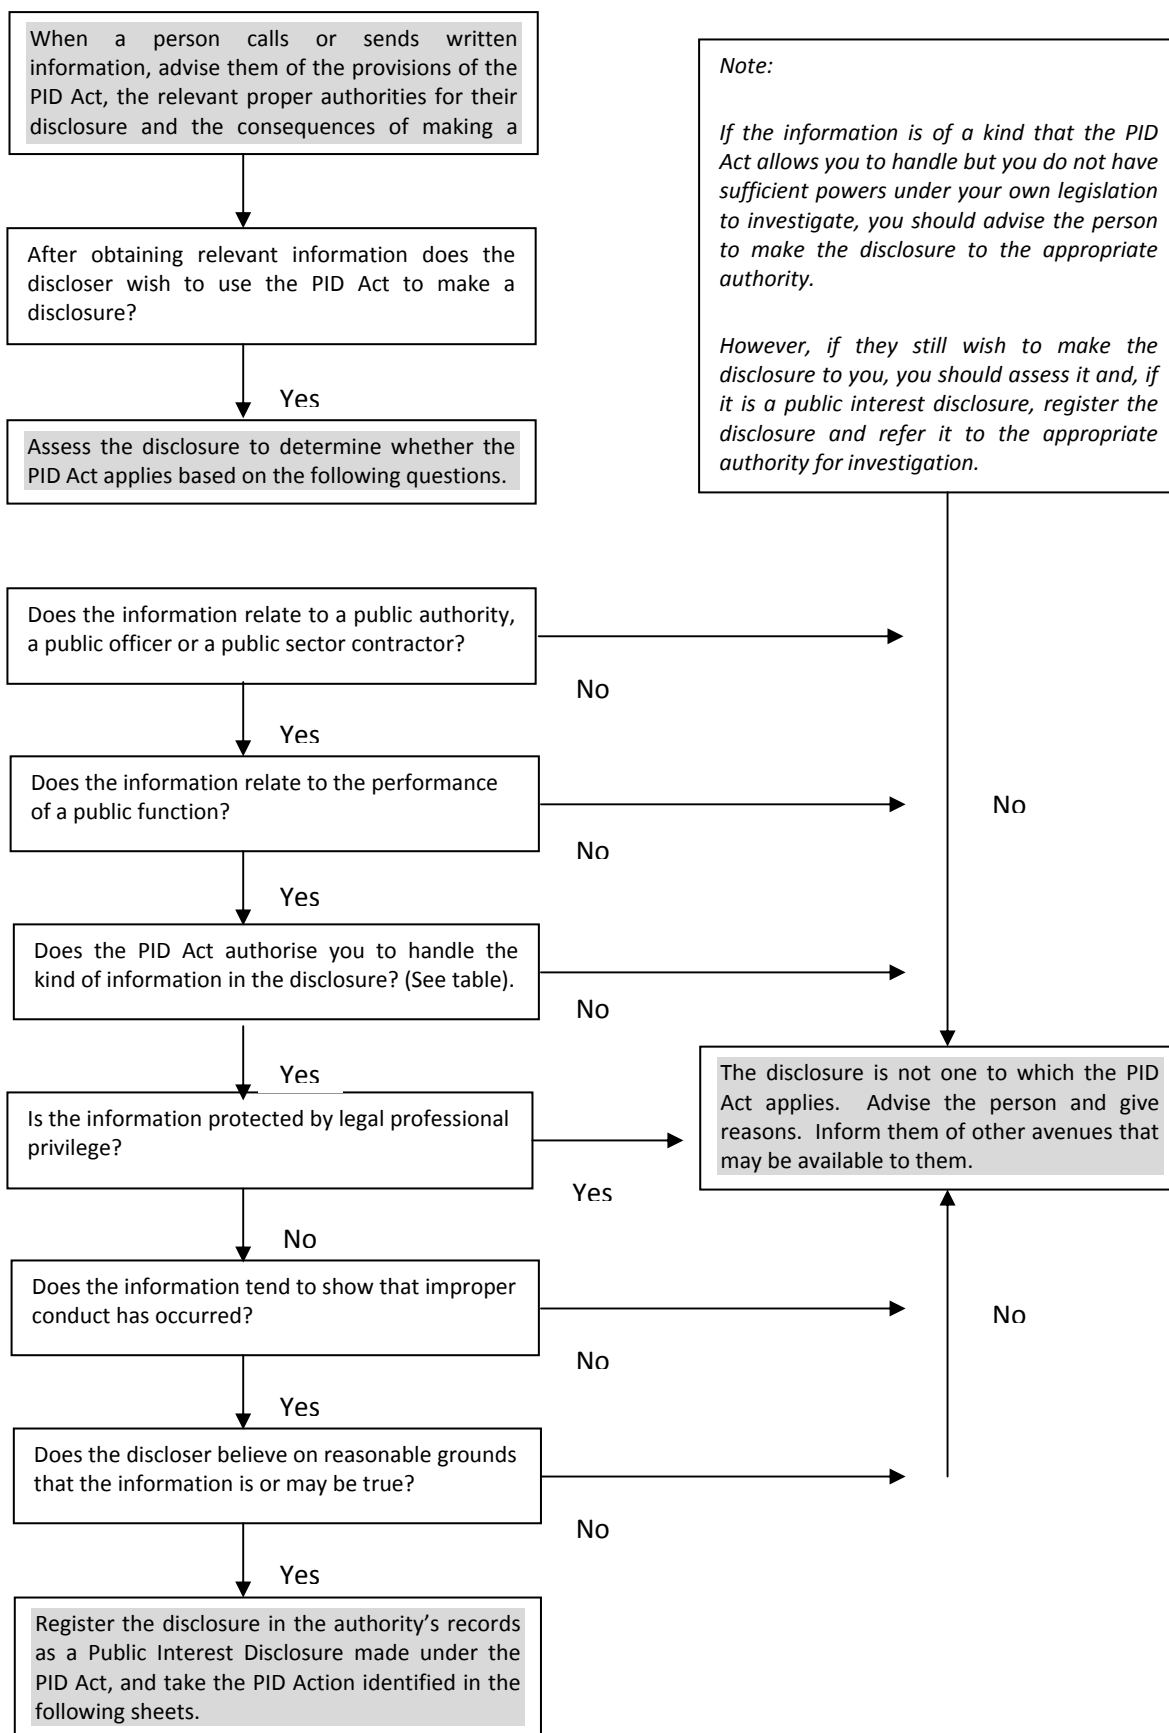 When a person calls or sends written
information, advise them of the provisions of the
PID Act, the relevant proper authorities for their
disclosure and the consequences of making a
Note:
If the information is of a kind that the PID
Act allows you to handle but you do not have
sufficient powers under your own legislation
to investigate, you should advise the person
to make the disclosure to the appropriate
authority.
However, if they still wish to make the
disclosure to you, you should assess it and, if
it is a public interest disclosure, register the
disclosure and refer it to the appropriate
authority for investigation.
After obtaining relevant information does the
discloser wish to use the PID Act to make a
disclosure?
Yes
Assess the disclosure to determine whether the
PID Act applies based on the following questions.
Does the information relate to a public authority,
a public officer or a public sector contractor?
No
Yes
Does the information relate to the performance
of a public function?
No
No
Yes
Does the PID Act authorise you to handle the
kind of information in the disclosure? (See table).
No
Yes
The disclosure is not one to which the PID
Act applies. Advise the person and give
reasons. Inform them of other avenues that
may be available to them.
Is the information protected by legal professional
privilege?
Yes
No
Does the information tend to show that improper
conduct has occurred?
No
No
Yes
Does the discloser believe on reasonable grounds
that the information is or may be true?
No
Yes
Register the disclosure in the authority's records
as a Public Interest Disclosure made under the
PID Act, and take the PID Action identified in the
following sheets.